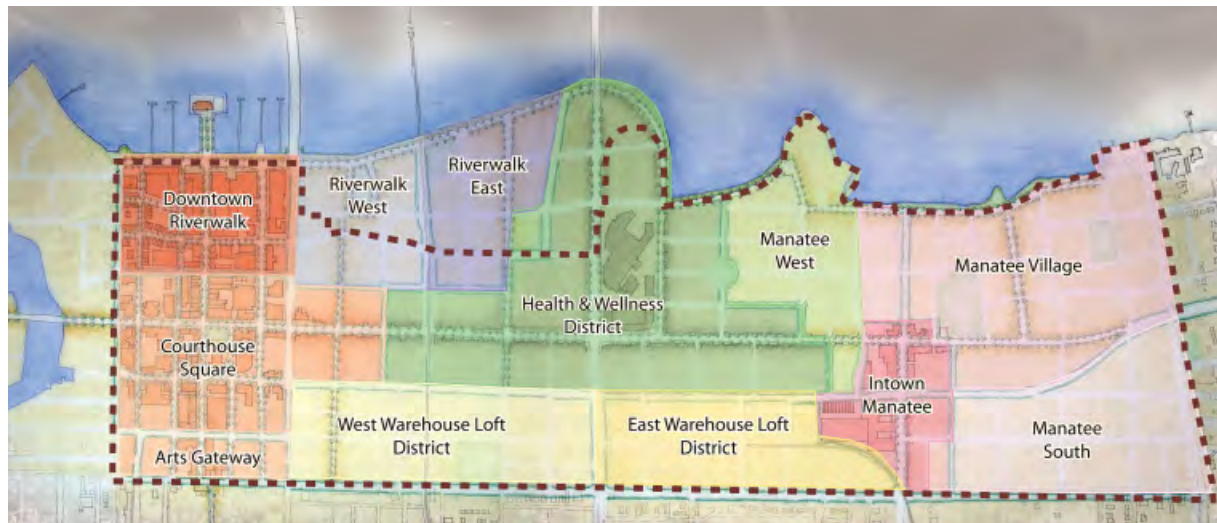 Downtown
Riverwalk
Riverwalk
West
Riverwalk
East
Manatee
West
Manatee Village
Health & Wellness
District
Courthouse
Square
Intown
Manatee
West Warehouse Loft
District
East Warehouse Loft
District
Manatee
South
Arts Gateway